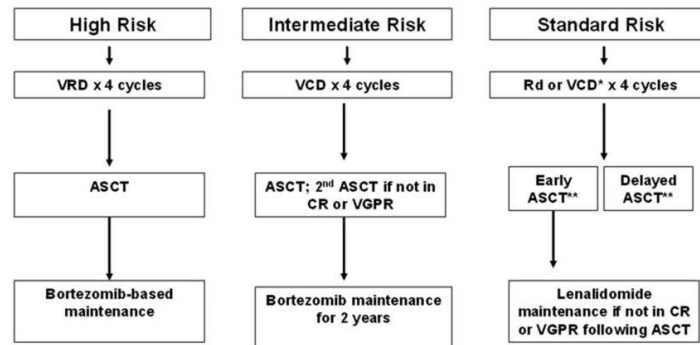 High Risk
VRD x 4 cycles
ASCT
Bortezomib-based
maintenance
Intermediate Risk
VCD x 4 cycles
ASCT; 2nd ASCT if not in
CR or VGPR
Bortezomib maintenance
for 2 years
Standard Risk
Rd or VCD* x 4 cycles
Early
ASCT**
Delayed
ASCT**
Lenalidomide
maintenance if not in CR
or VGPR following ASCT